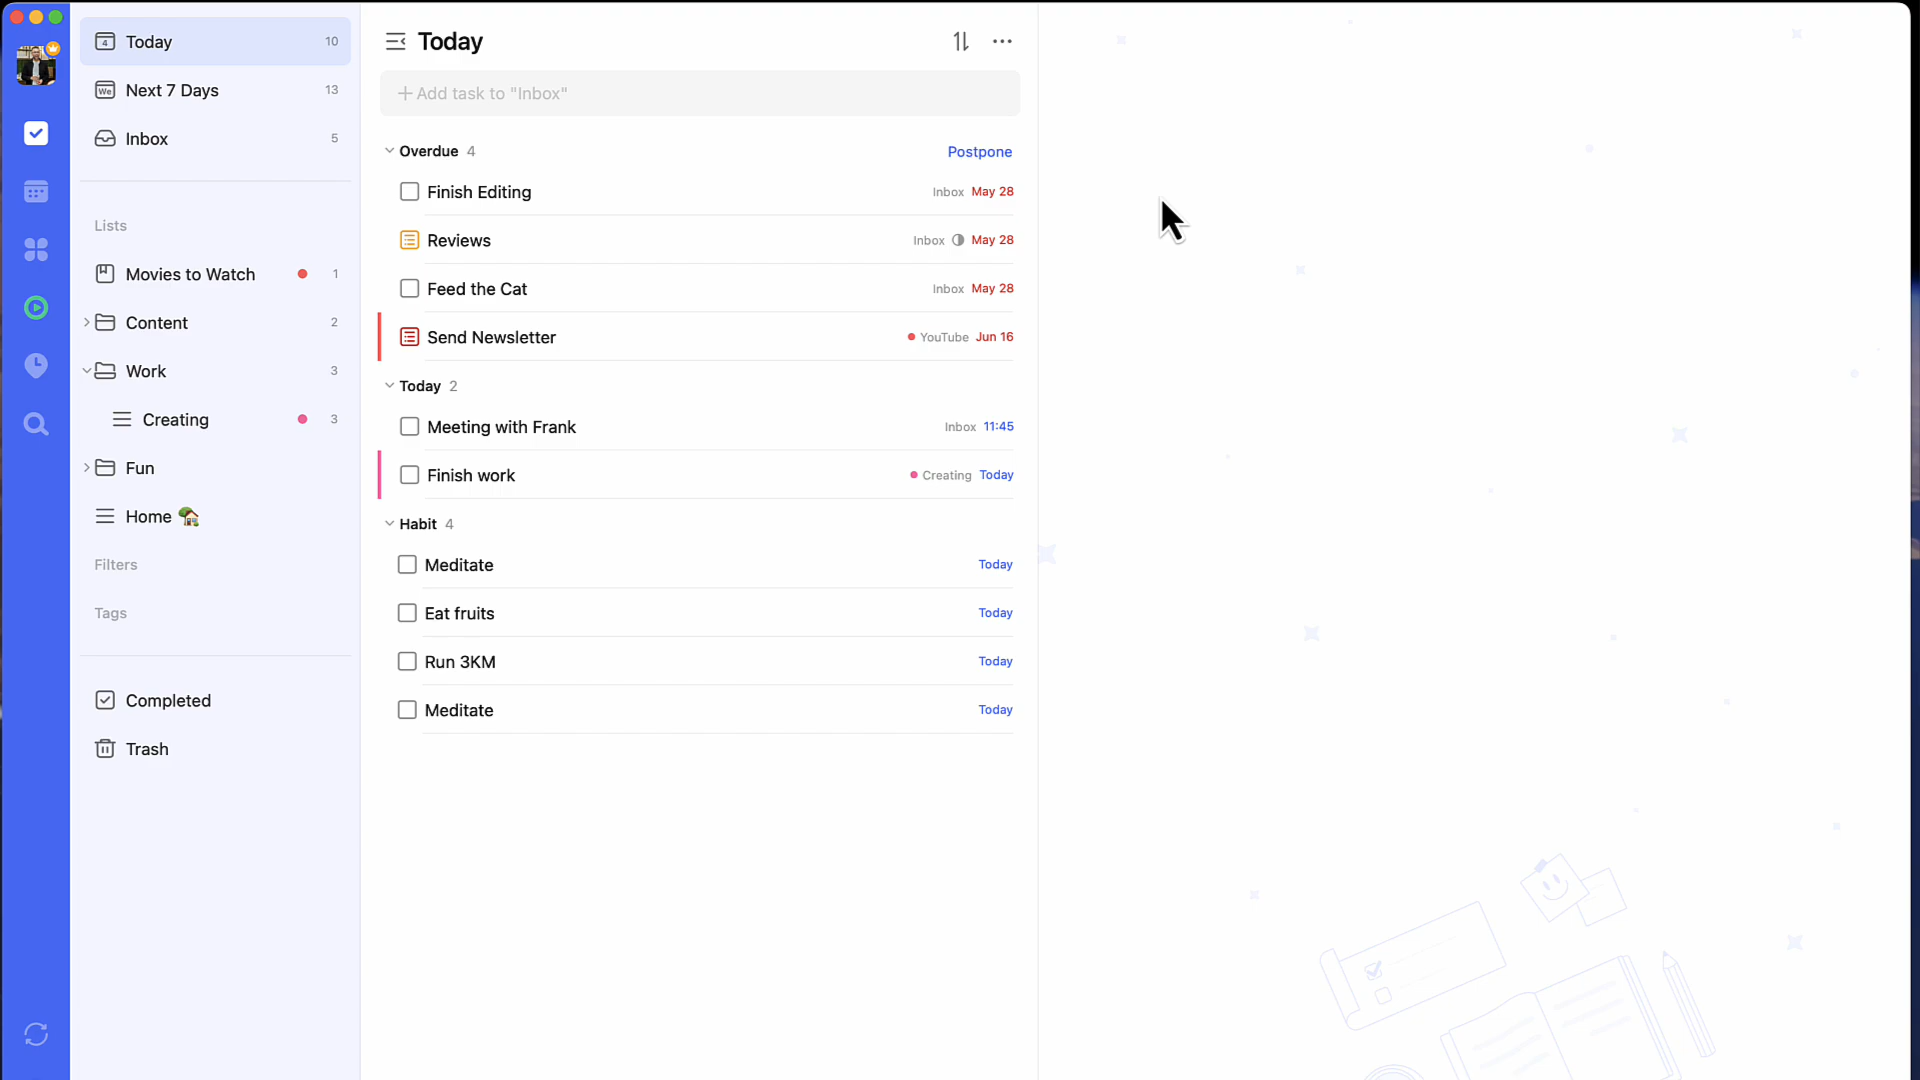 4 Today 10
We Next 7 Days 13
Inbox 5
Lists
Movies to Watch 1
Content 2
Work 3
Creating 3
Fun
Home
Filters
Tags
Completed
Trash
Today
Add task to "Inbox"
Overdue 4 Postpone
Finish Editing Inbox May 28
Reviews Inbox May 28
Feed the Cat Inbox May 28
Send Newsletter YouTube Jun 16
Today 2
Meeting with Frank Inbox 11:45
Finish work Creating Today
Habit 4
Meditate Today
Eat fruits Today
Run 3KM Today
Meditate Today